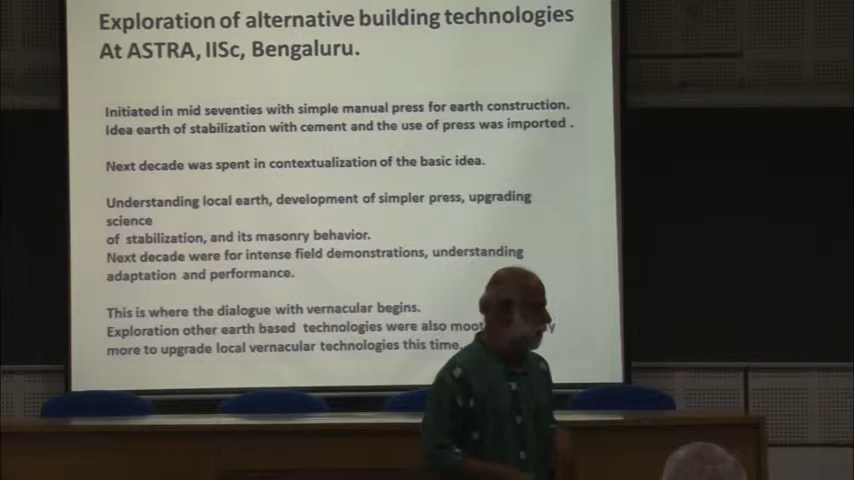 Exploration of alternative building technologies
At ASTRA, IISc, Bengaluru.
Initiated in mid seventies with simple manual press for earth construction.
Idea earth of stabilization with cement and the use of press was imported .
Next decade was spent in contextualization of the basic idea.
Understanding local earth, development of simpler press, upgrading
science
of stabilization, and its masonry behavior.
Next decade were for intense field demonstrations, understanding
adaptation and performance.
This is where the dialogue with vernacular begins.
Exploration other earth based technologies were also
more to upgrade local vernacular technologies this time.